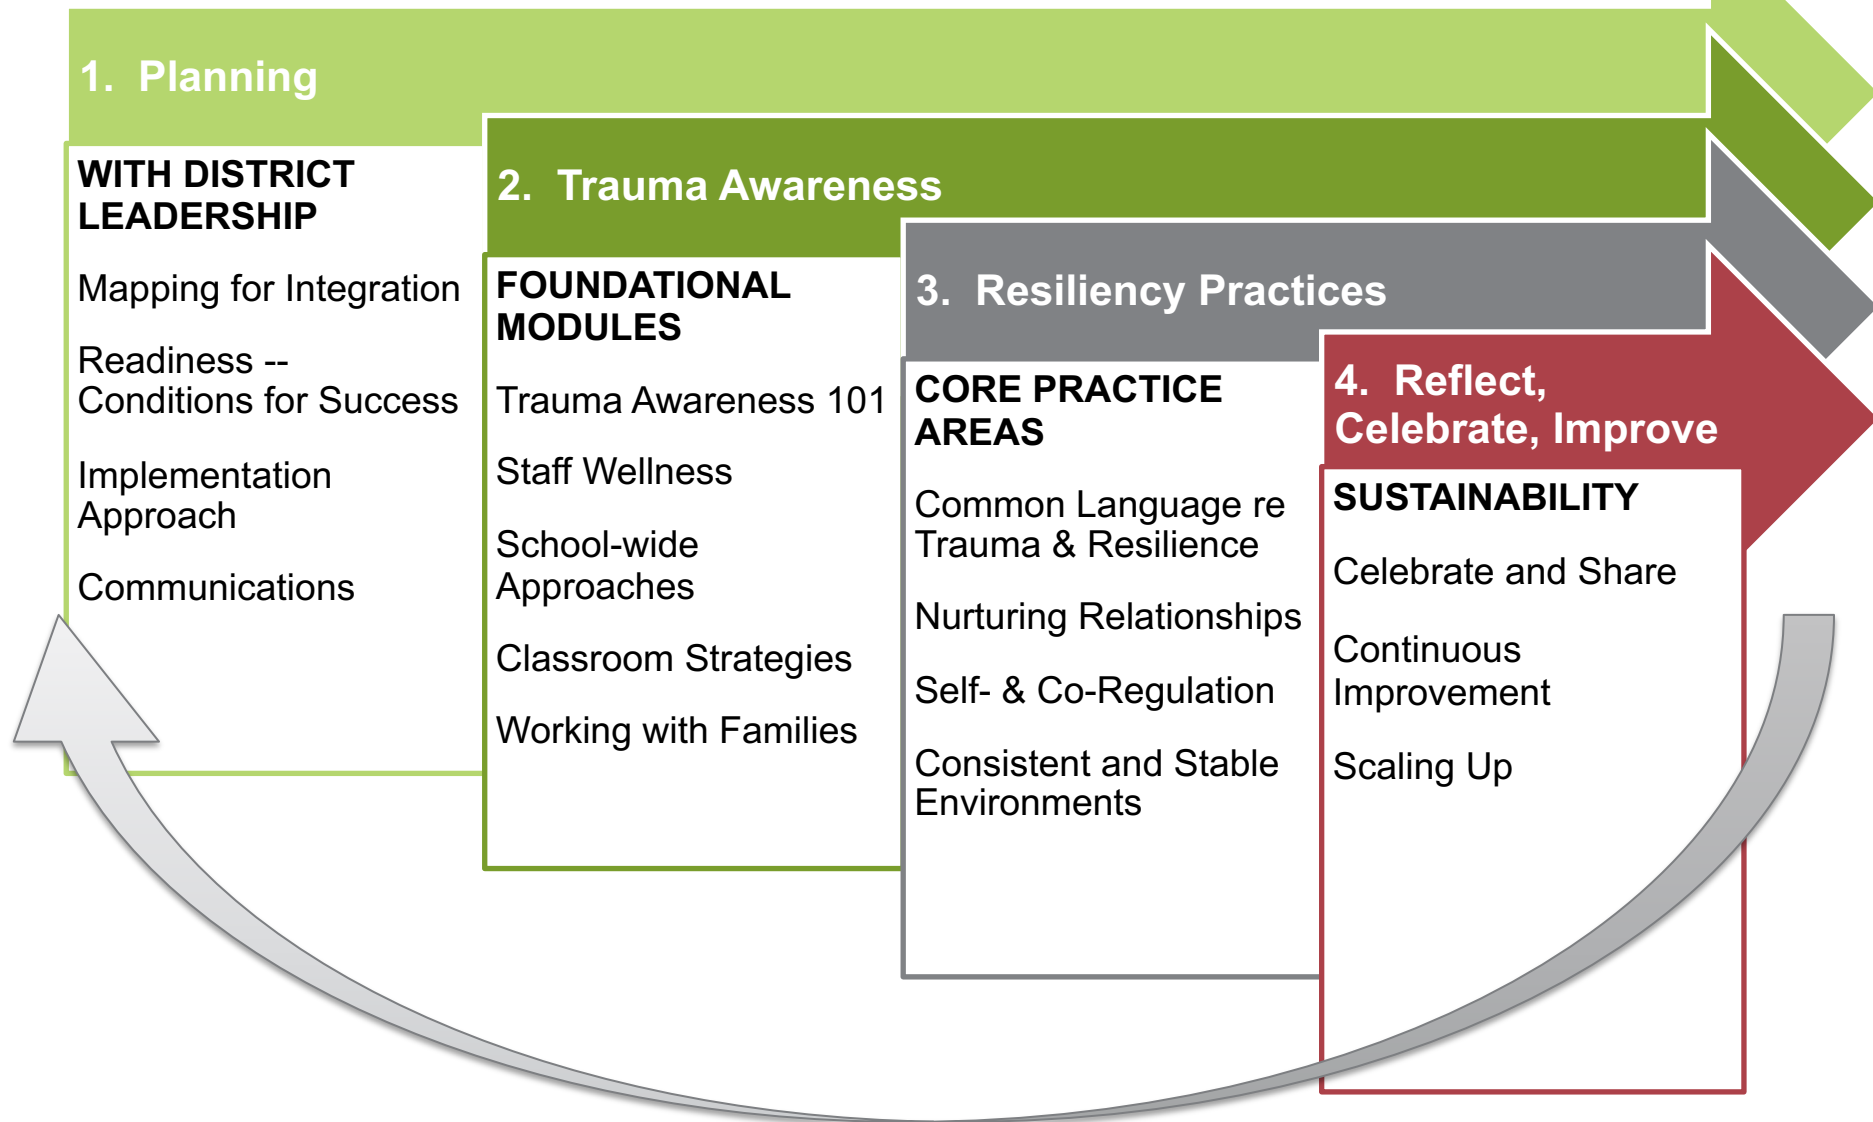 1. Planning
WITH DISTRICT
LEADERSHIP
Mapping for Integration
Readiness --
Conditions for Success
Implementation
Approach
Communications
2. Trauma Awareness
FOUNDATIONAL
MODULES
Trauma Awareness 101
Staff Wellness
School-wide
Approaches
Classroom Strategies
Working with Families
3. Resiliency Practices
CORE PRACTICE
AREAS
Common Language re
Trauma & Resilience
Nurturing Relationships
Self- & Co-Regulation
Consistent and Stable
Environments
4. Reflect,
Celebrate, Improve
SUSTAINABILITY
Celebrate and Share
Continuous
Improvement
Scaling Up